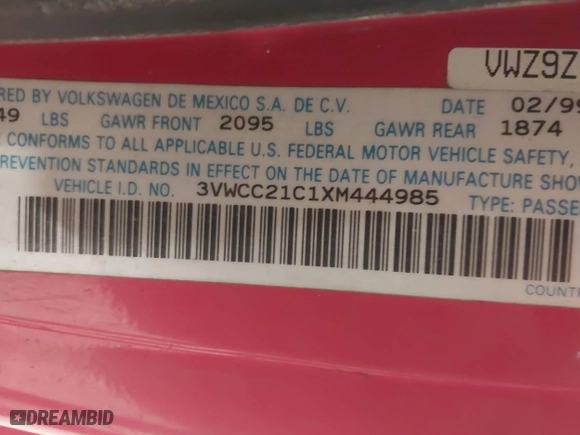 VWZ9Z
RED BY VOLKSWAGEN DE MEXICO S.A. DE C.V. DATE 02/99
49 LBS GAWR FRONT 2095 LBS GAWR REAR 1874
CONFORMS TO ALL APPLICABLE U.S. FEDERAL MOTOR VEHICLE SAFETY,
PREVENTION STANDARDS IN EFFECT ON THE DATE OF MANUFACTURE SHOW
VEHICLE I.D. NO. 3VWCC21C1XM444985 TYPE: PASSE
COUNTR
DREAMBID